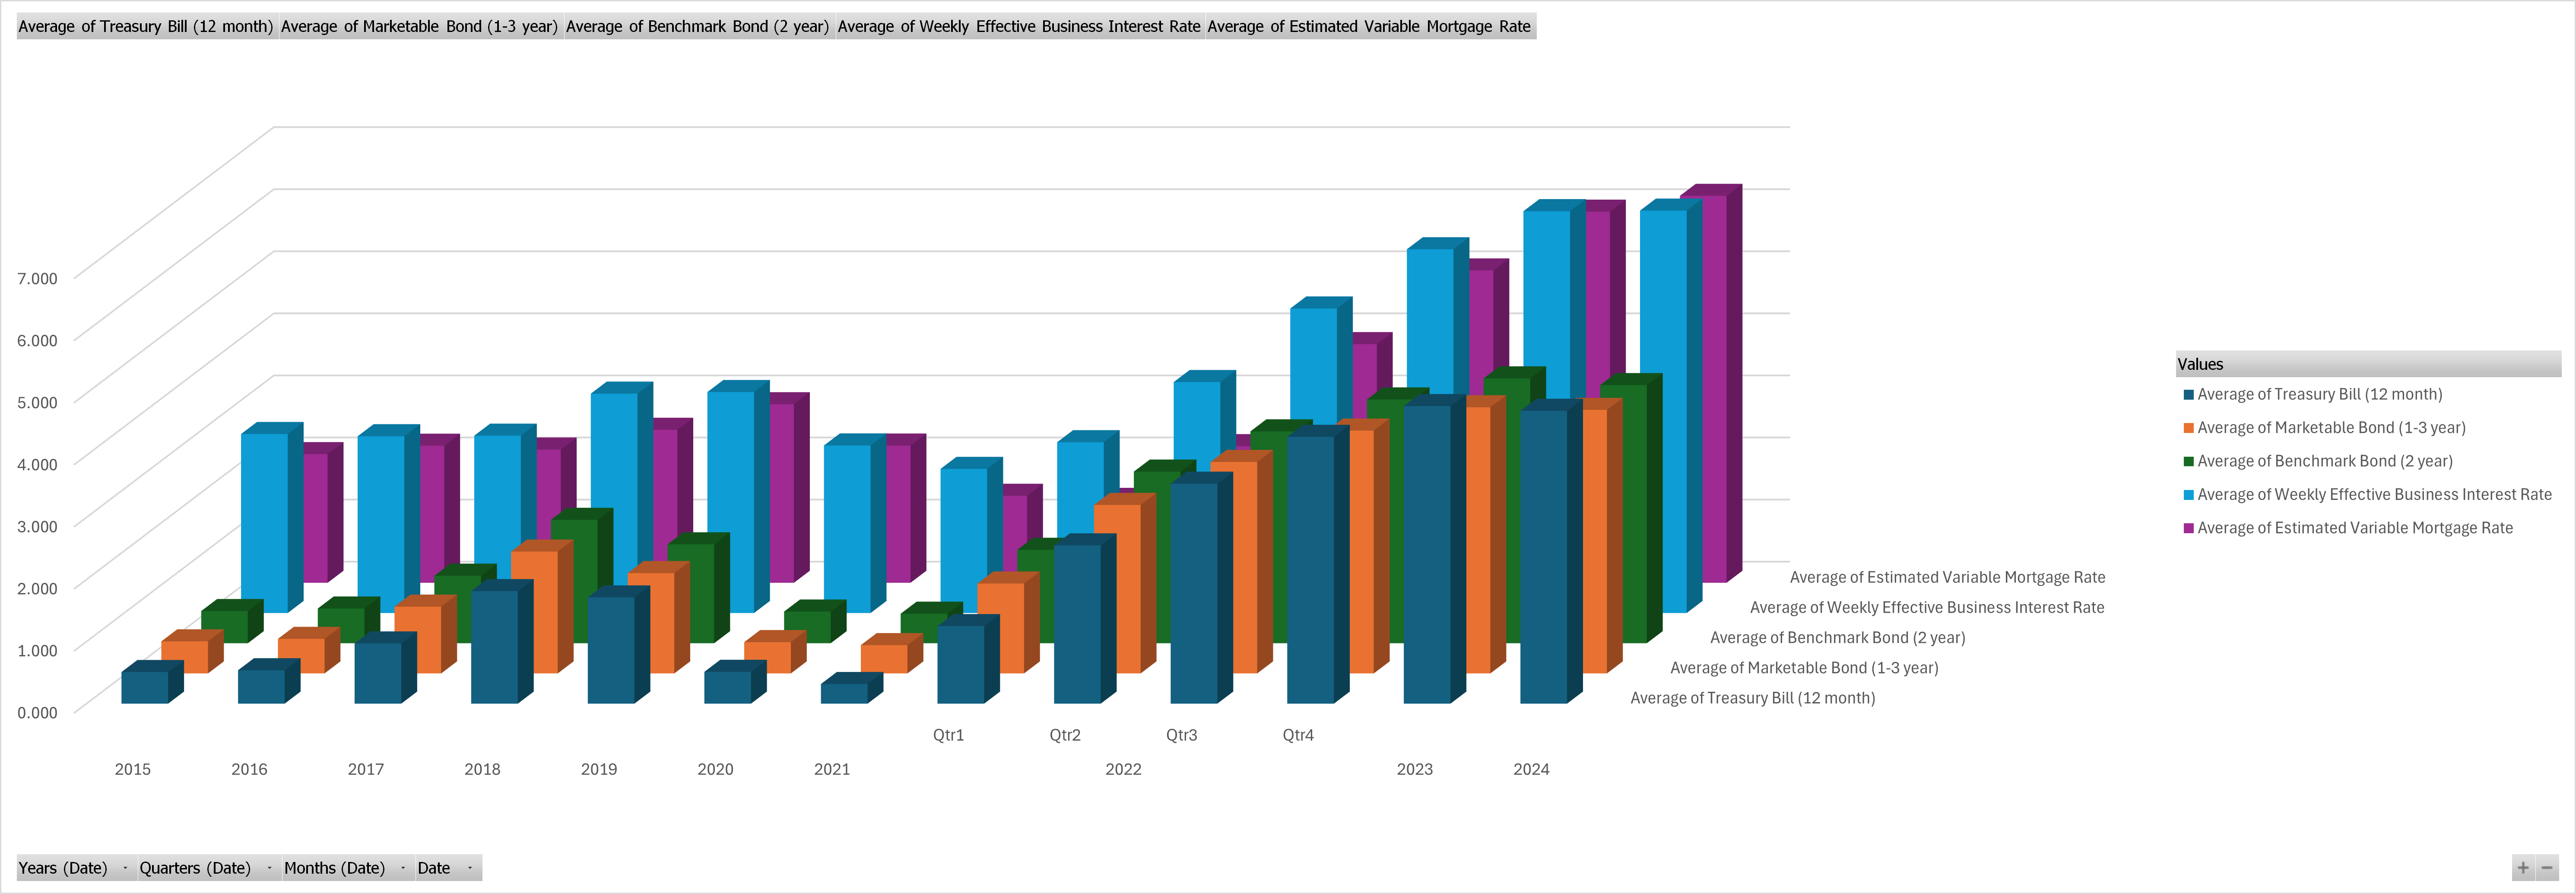 Average of Treasury Bill (12 month) Average of Marketable Bond (1-3 year) Average of Benchmark Bond (2 year) Average of Weekly Effective Business Interest Rate Average of Estimated Variable Mortgage Rate
7.000
6.000
5.000
4.000
3.000
2.000
1.000
0.000
Average of Estimated Variable Mortgage Rate
Average of Weekly Effective Business Interest Rate
Average of Benchmark Bond (2 year)
Average of Marketable Bond (1-3 year)
Average of Treasury Bill (12 month)
Qtr1 Qtr2 Qtr3 Qtr4
2015 2016 2017 2018 2019 2020 2021 2022 2023 2024
Values
Average of Treasury Bill (12 month)
Average of Marketable Bond (1-3 year)
Average of Benchmark Bond (2 year)
Average of Weekly Effective Business Interest Rate
Average of Estimated Variable Mortgage Rate
Years (Date) Quarters (Date) Months (Date) Date
+ −